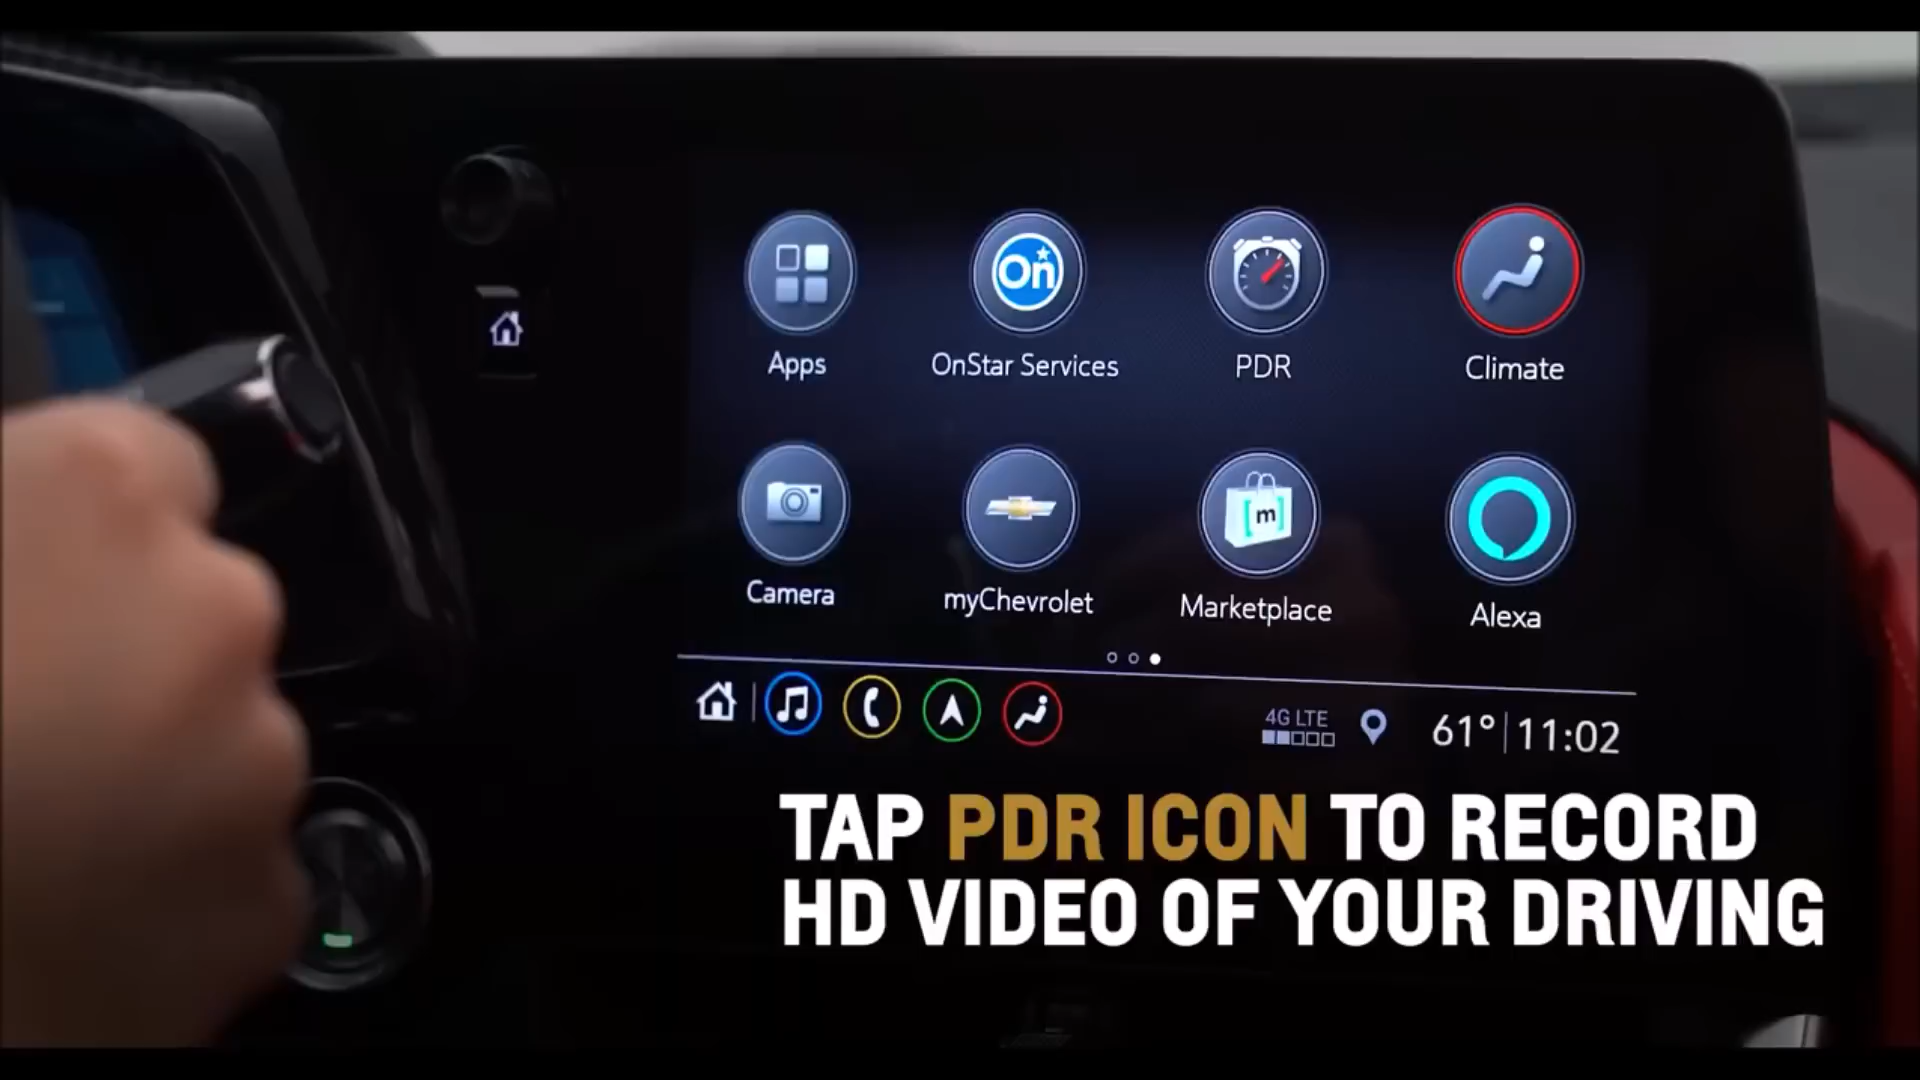 On
Apps
OnStar Services
PDR
Climate
[m]
Camera
myChevrolet
Marketplace
Alexa
4G LTE
61° | 11:02
TAP PDR ICON TO RECORD
HD VIDEO OF YOUR DRIVING